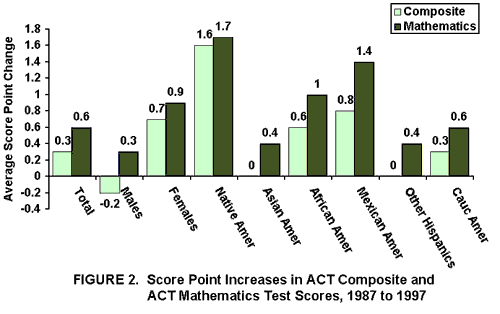 Composite
Mathematics
Average Score Point Change
1.8
1.6
1.4
1.2
1
0.8
0.6
0.4
0.2
0
-0.2
-0.4
0.3
0.6
-0.2
0.3
0.7
0.9
1.6
1.7
0
0.4
0.6
1
0.8
1.4
0
0.4
0.3
0.6
Total
Males
Females
Native Amer
Asian Amer
African Amer
Mexican Amer
Other Hispanics
Cauc Amer
FIGURE 2. Score Point Increases in ACT Composite and
ACT Mathematics Test Scores, 1987 to 1997